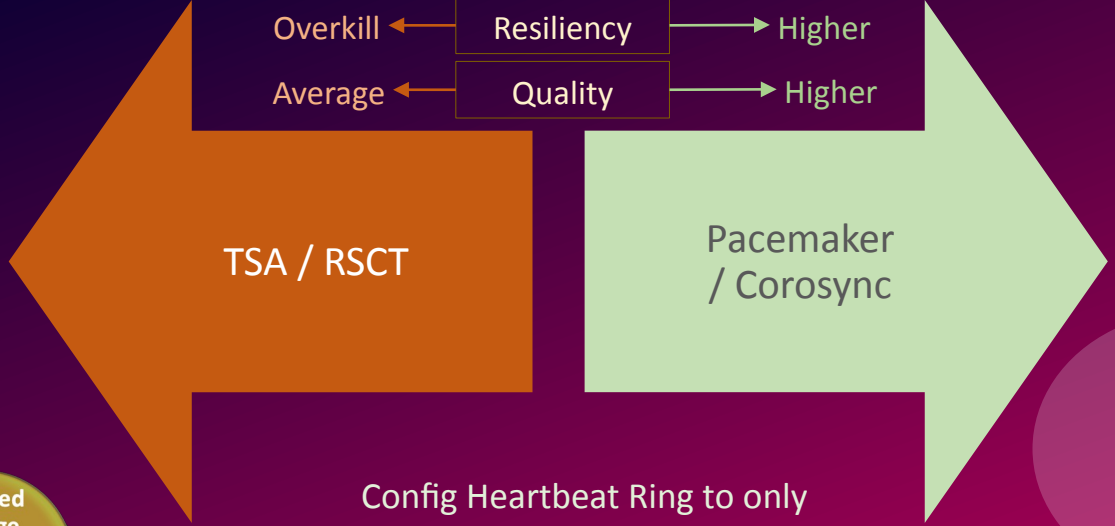 Overkill Resiliency Higher
Average Quality Higher
TSA / RSCT
Pacemaker
/ Corosync
Config Heartbeat Ring to only